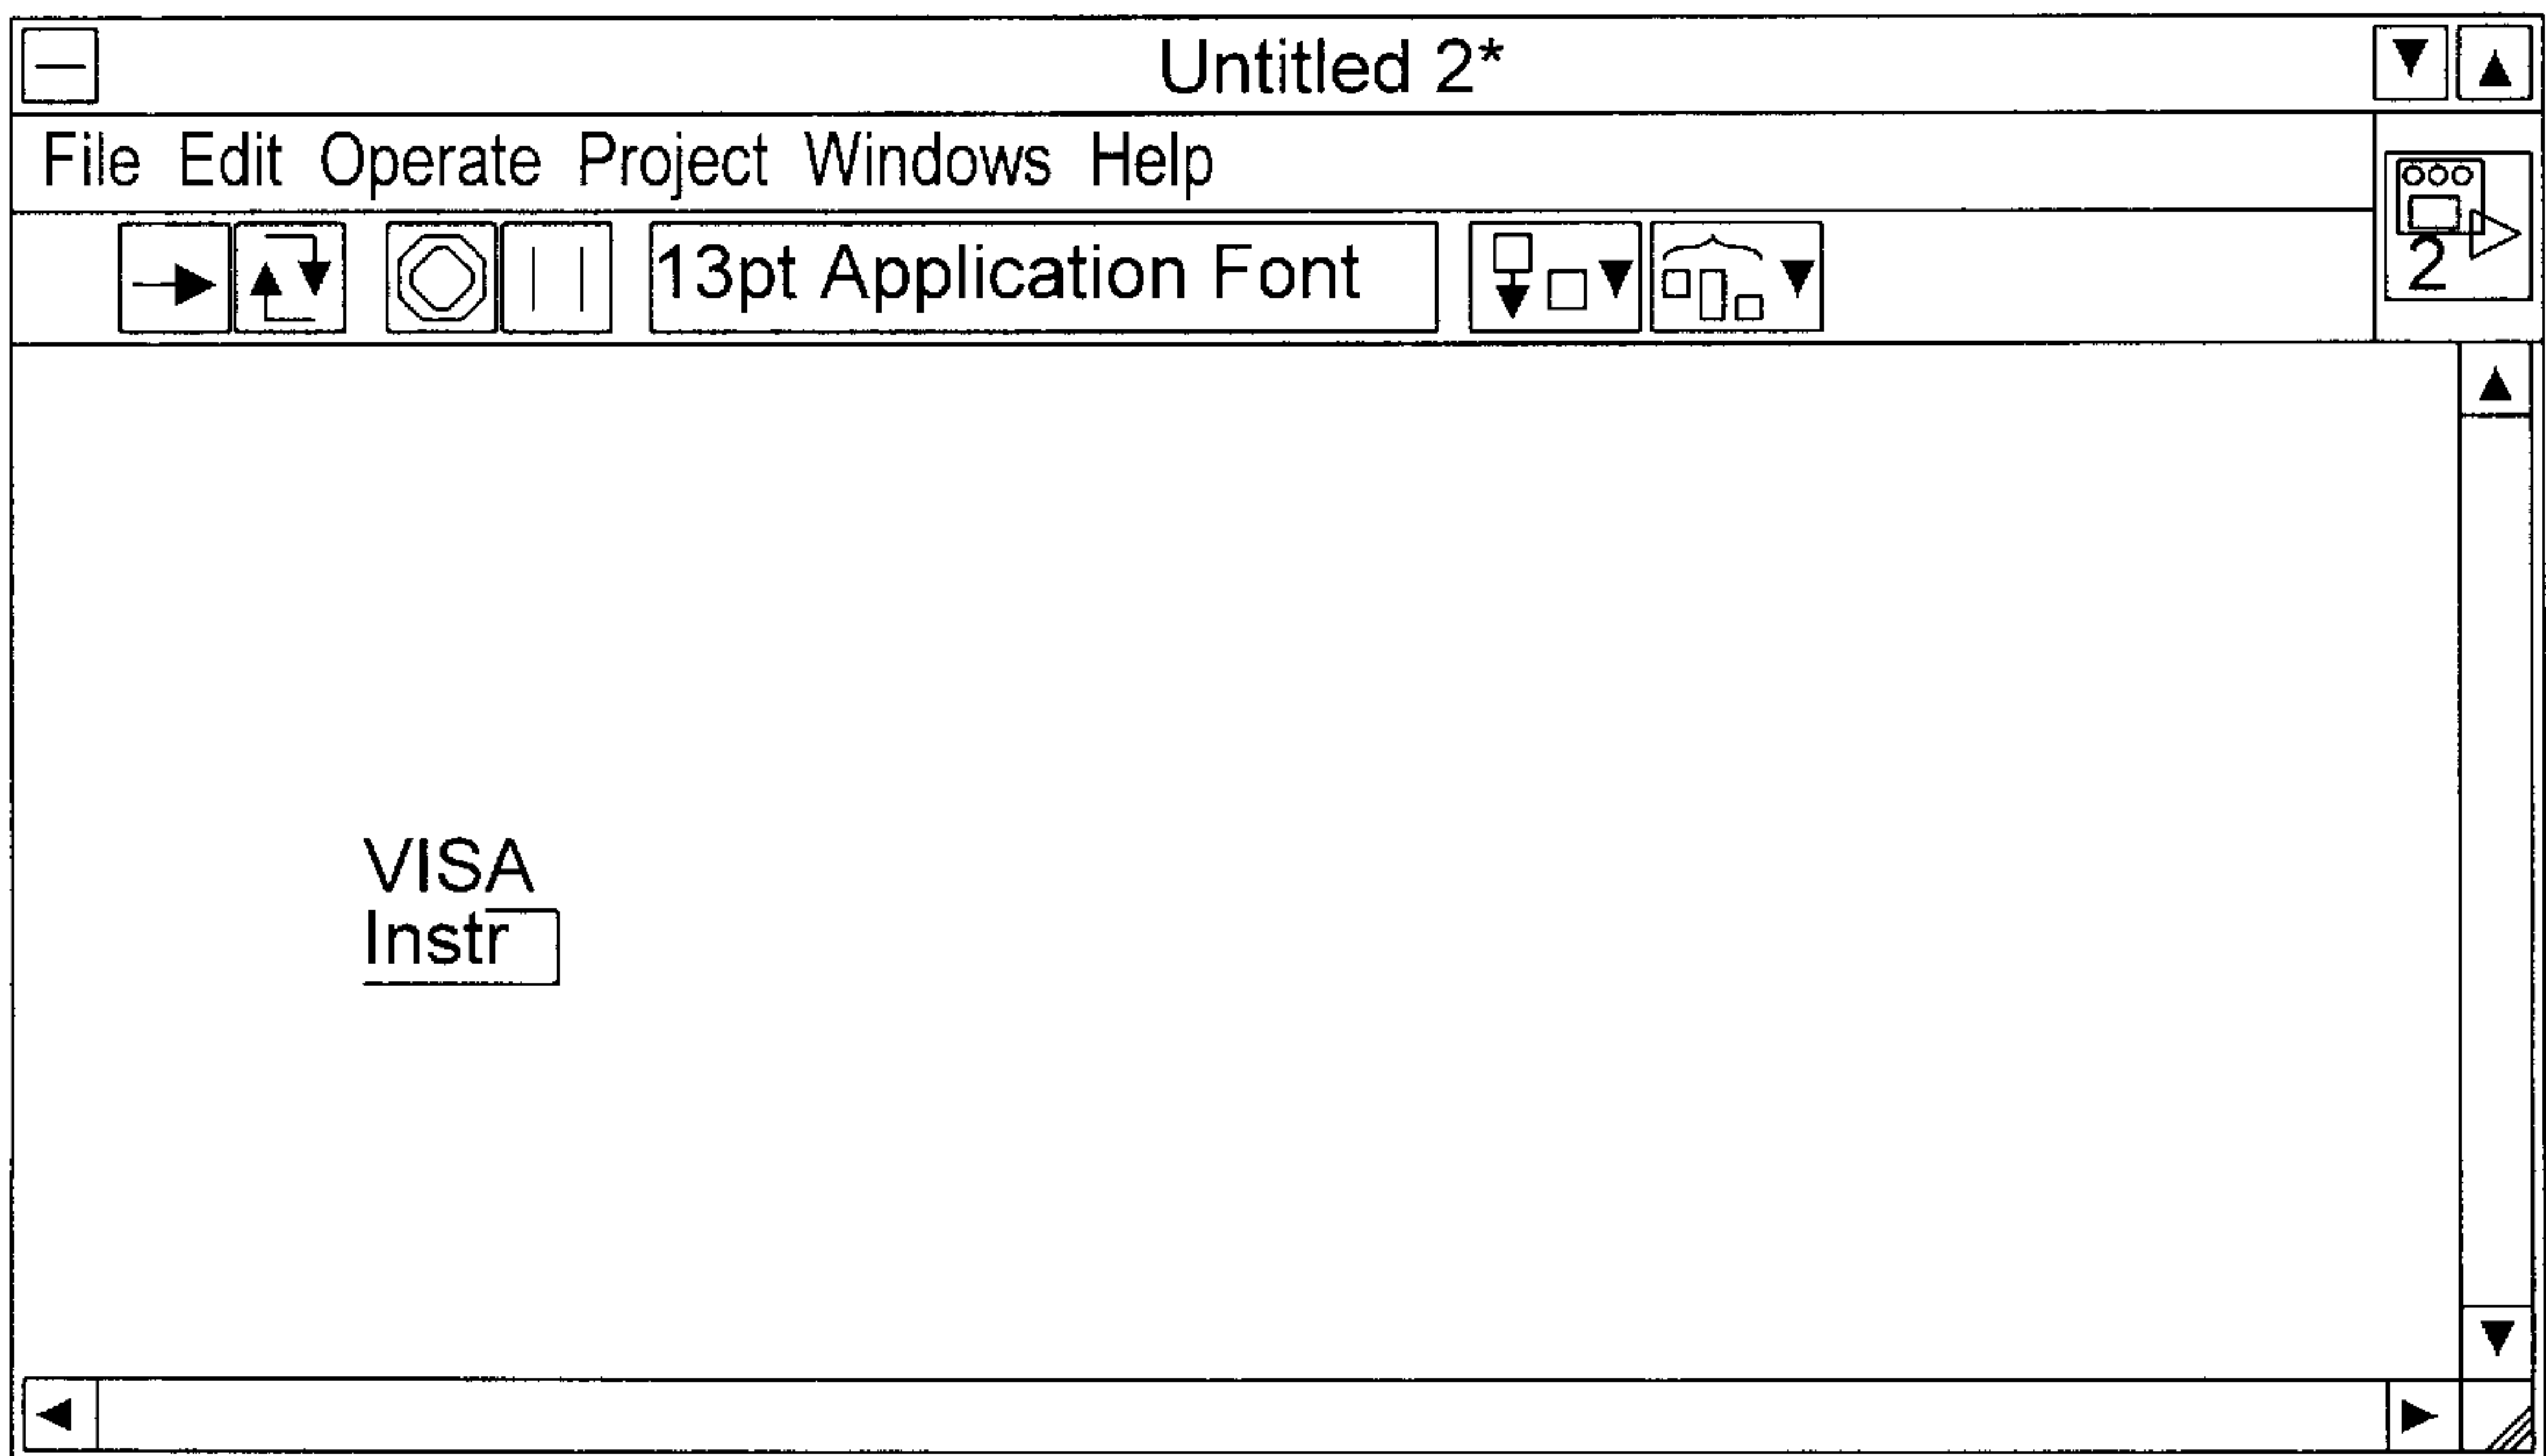 Untitled 2*
File Edit Operate Project Windows Help
13pt Application Font
2
VISA
Instr